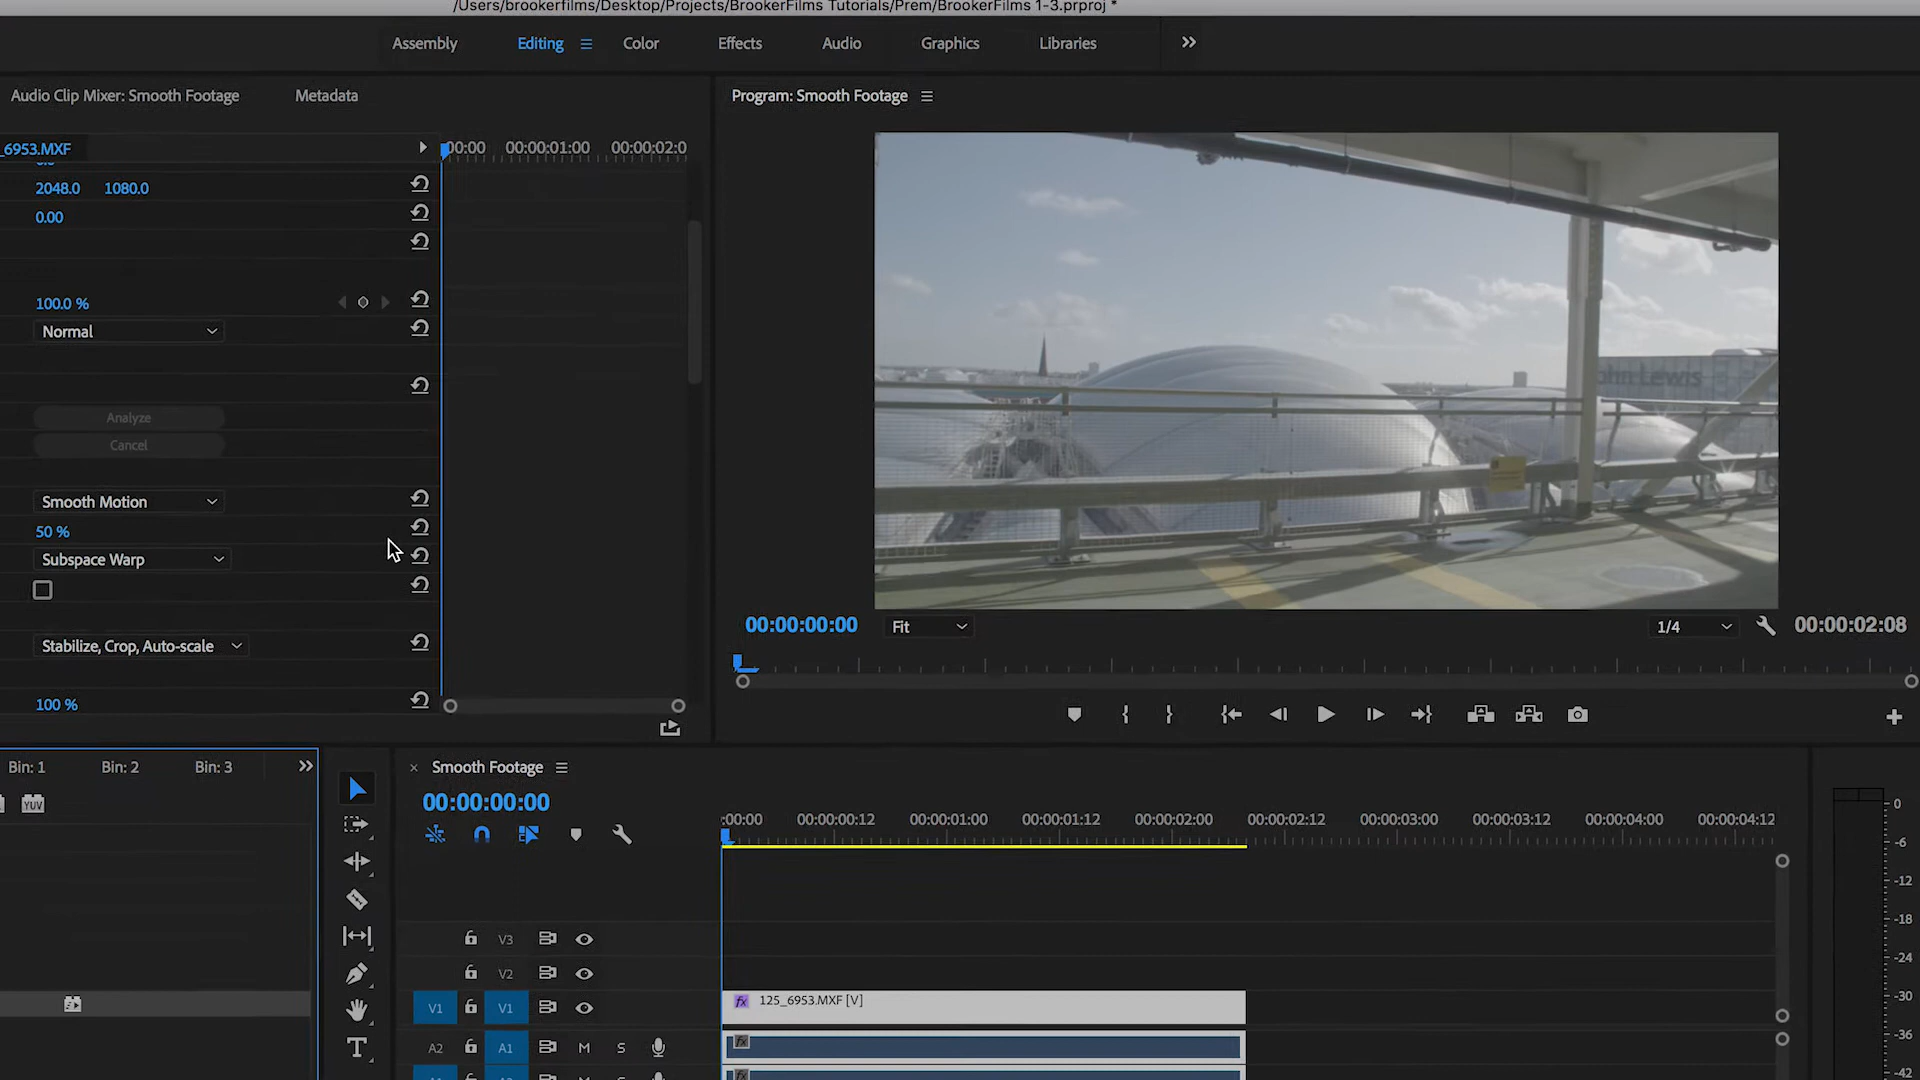 /Users/brookerfilms/Desktop/Projects/BrookerFilms Tutorials/Prem/BrookerFilms 1-3.prproj *
Assembly Editing Color Effects Audio Graphics Libraries
Audio Clip Mixer: Smooth Footage Metadata
_6953.MXF
:00:00 00:00:01:00 00:00:02:0
2048.0 1080.0
0.00
100.0 %
Normal
Analyze
Cancel
Smooth Motion
50 %
Subspace Warp
Stabilize, Crop, Auto-scale
100 %
Program: Smooth Footage
John Lewis
00:00:00:00 Fit 1/4 00:00:02:08
Bin: 1 Bin: 2 Bin: 3
YUV
× Smooth Footage
00:00:00:00
:00:00 00:00:00:12 00:00:01:00 00:00:01:12 00:00:02:00 00:00:02:12 00:00:03:00 00:00:03:12 00:00:04:00 00:00:04:12
V3
V2
V1 V1 fx 125_6953.MXF [V]
A2 A1 M S fx
0
-6
-12
-18
-24
-30
-36
-42